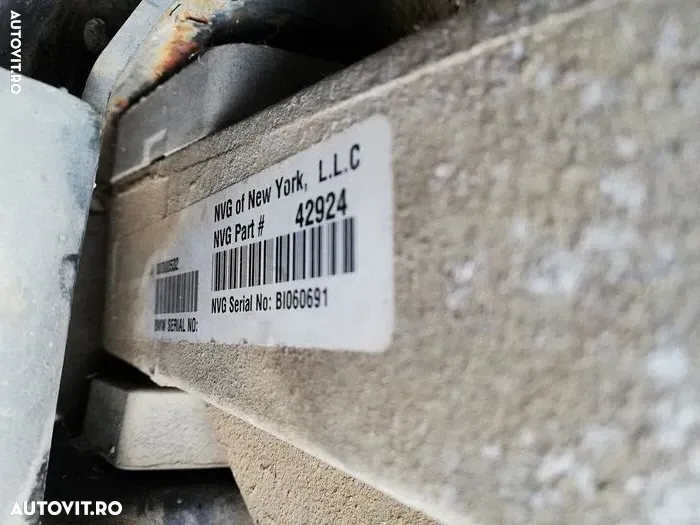 AUTOVIT.RO
NVG of New York, L.L.C
NVG Part # 42924
NVG Serial No: BI060691
BMW SERIAL NO:
AUTOVIT.RO